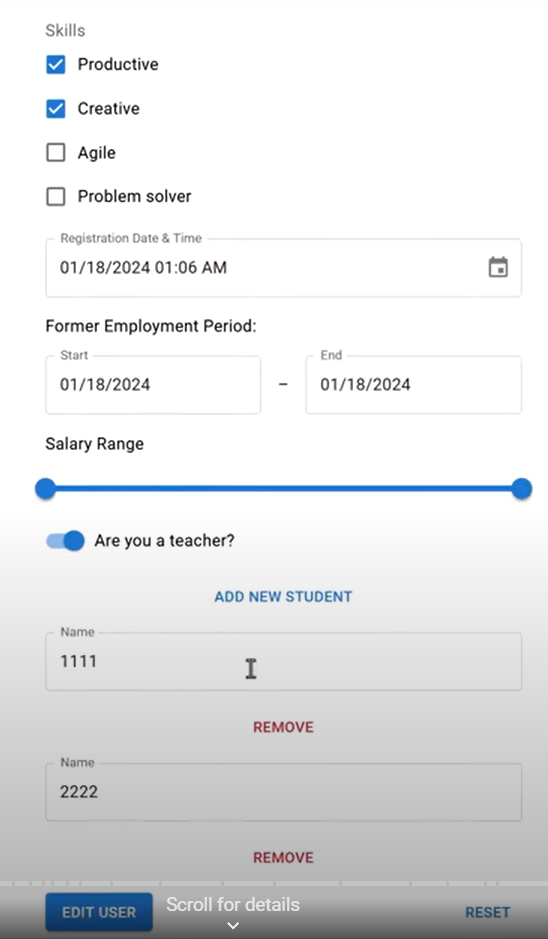 Skills
Productive
Creative
Agile
Problem solver
Registration Date & Time
01/18/2024 01:06 AM
Former Employment Period:
Start
01/18/2024
–
End
01/18/2024
Salary Range
Are you a teacher?
ADD NEW STUDENT
Name
1111
REMOVE
Name
2222
REMOVE
EDIT USER
Scroll for details
RESET